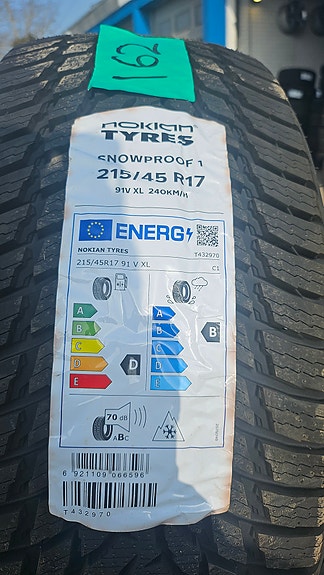 162
NOKIAN
TYRES
SNOWPROOF 1
215/45 R17
91V XL 240KM/H
ENERG
NOKIAN TYRES
T432970
215/45R17 91 V XL
C1
A
B
C
D
E
D
A
B
C
D
E
B
70 dB
ABC
6 921109 066596
T432970